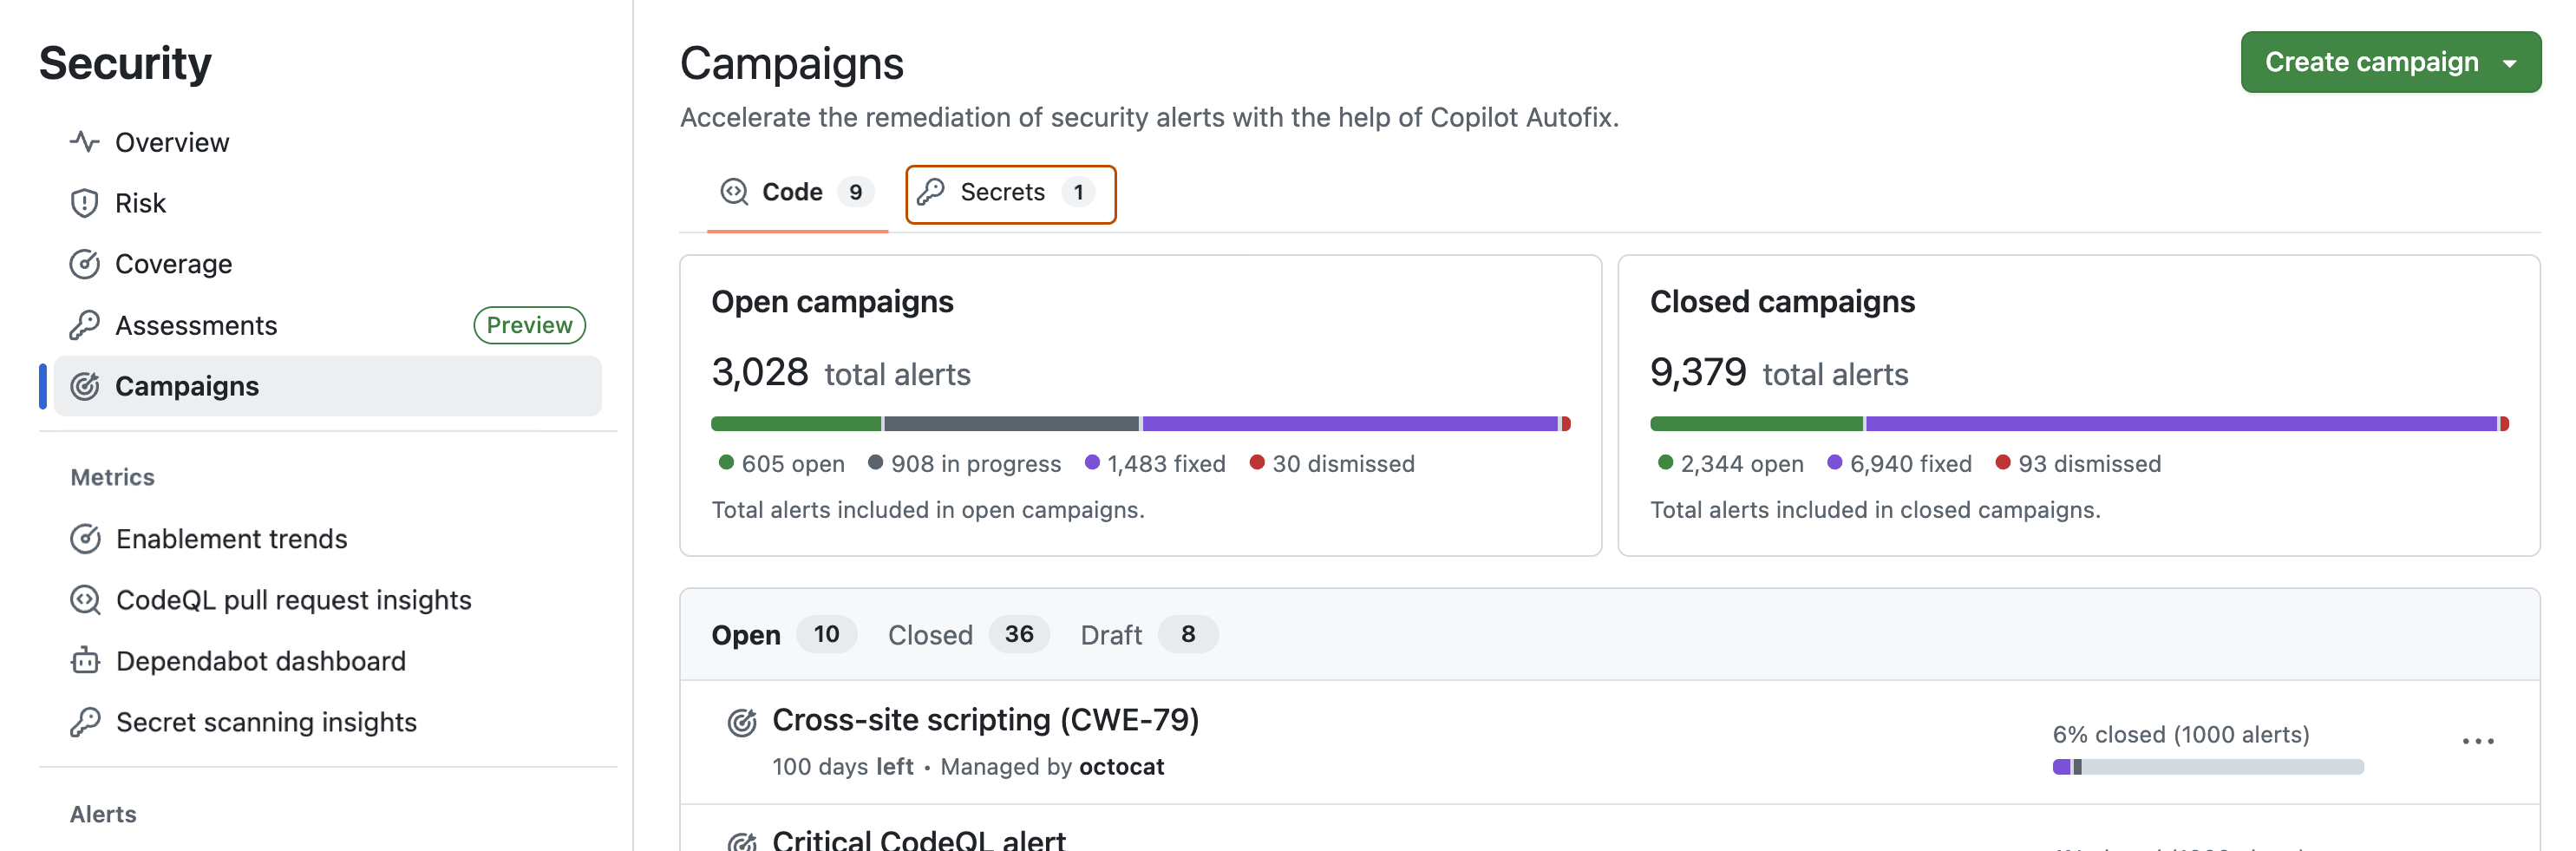 Security
Overview
Risk
Coverage
Assessments Preview
Campaigns
Metrics
Enablement trends
CodeQL pull request insights
Dependabot dashboard
Secret scanning insights
Alerts
Campaigns
Create campaign
Accelerate the remediation of security alerts with the help of Copilot Autofix.
Code 9 Secrets 1
Open campaigns
3,028 total alerts
605 open 908 in progress 1,483 fixed 30 dismissed
Total alerts included in open campaigns.
Closed campaigns
9,379 total alerts
2,344 open 6,940 fixed 93 dismissed
Total alerts included in closed campaigns.
Open 10 Closed 36 Draft 8
Cross-site scripting (CWE-79)
100 days left • Managed by octocat
6% closed (1000 alerts)
Critical CodeQL alert